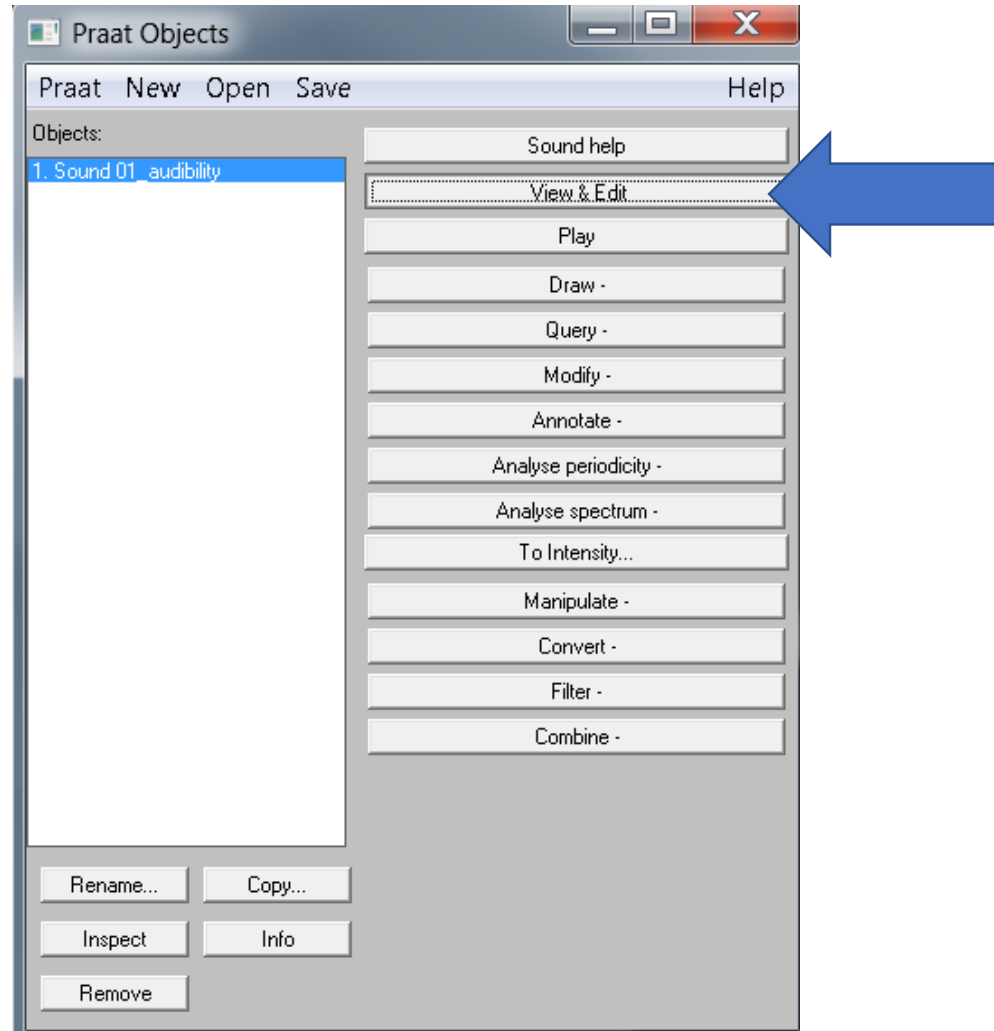 Praat Objects
Praat New Open Save Help
Objects:
1. Sound 01_audibility
Sound help
View & Edit
Play
Draw -
Query -
Modify -
Annotate -
Analyse periodicity -
Analyse spectrum -
To Intensity...
Manipulate -
Convert -
Filter -
Combine -
Rename... Copy...
Inspect Info
Remove